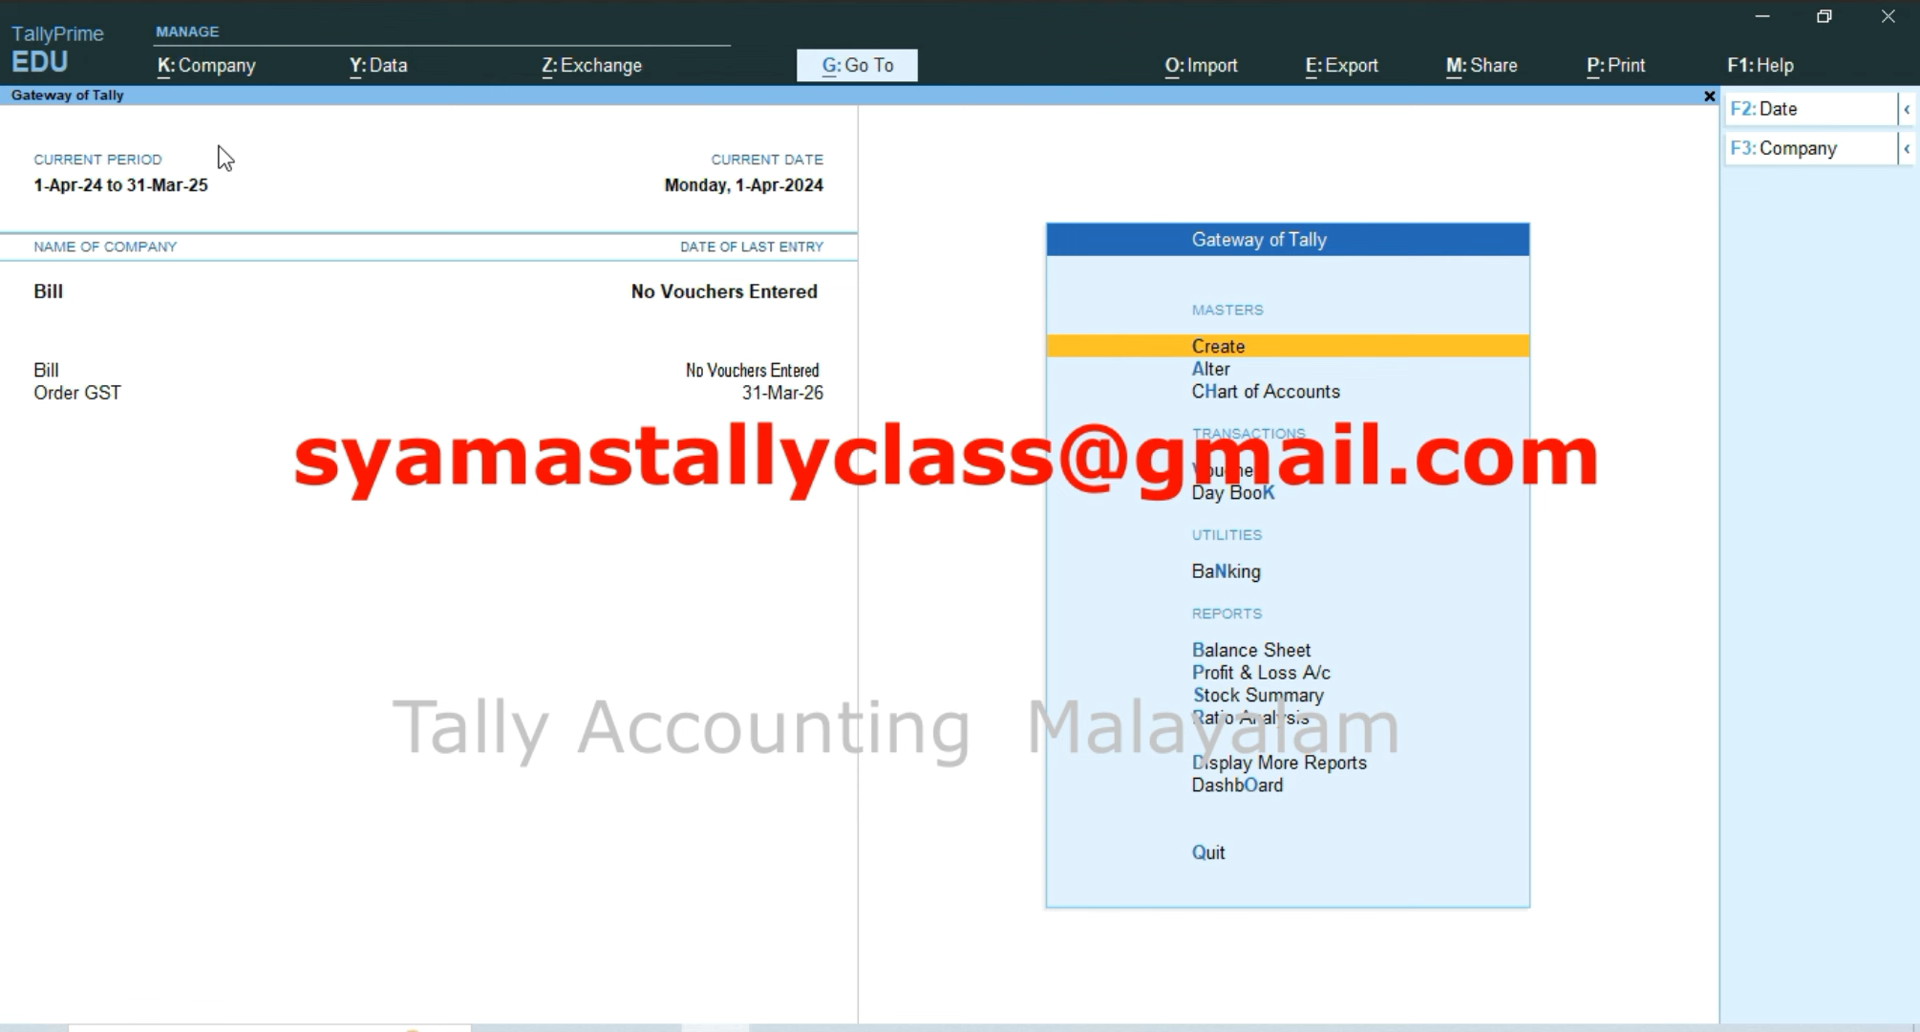 TallyPrime
EDU
MANAGE
K: Company
Y: Data
Z: Exchange
G: Go To
O: Import
E: Export
M: Share
P: Print
F1: Help
Gateway of Tally
F2: Date
F3: Company
CURRENT PERIOD
CURRENT DATE
1-Apr-24 to 31-Mar-25
Monday, 1-Apr-2024
NAME OF COMPANY
DATE OF LAST ENTRY
Bill
No Vouchers Entered
Bill
No Vouchers Entered
Order GST
31-Mar-26
Gateway of Tally
MASTERS
Create
Alter
CHart of Accounts
TRANSACTIONS
syamastallyclass@gmail.com
Day BooK
UTILITIES
BaNking
REPORTS
Balance Sheet
Profit & Loss A/c
Stock Summary
Ratio Analysis
Tally Accounting Malayalam
Display More Reports
DashbOard
Quit